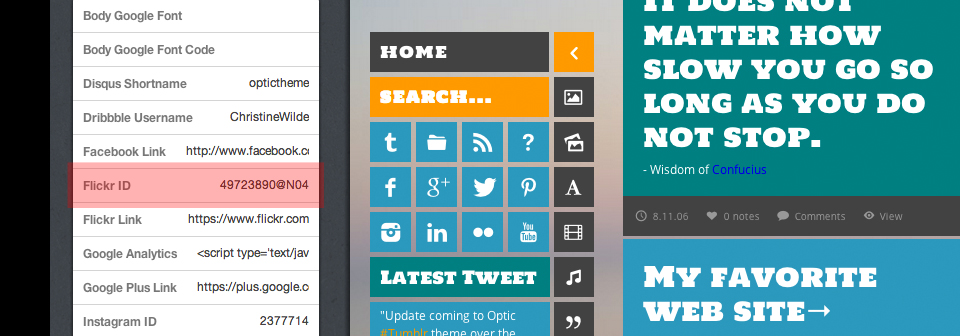 Body Google Font
Body Google Font Code
Disqus Shortname optictheme
Dribbble Username ChristineWilde
Facebook Link http://www.facebook.c
Flickr ID 49723890@N04
Flickr Link https://www.flickr.com
Google Analytics <script type='text/jav
Google Plus Link https://plus.google.c
Instagram ID 2377714
HOME
SEARCH...
You
Tube
LATEST TWEET
"Update coming to Optic
#Tumblr theme over the
IT DOES NOT
MATTER HOW
SLOW YOU GO SO
LONG AS YOU DO
NOT STOP.
- Wisdom of Confucius
8.11.06 0 notes Comments View
MY FAVORITE
WEB SITE→